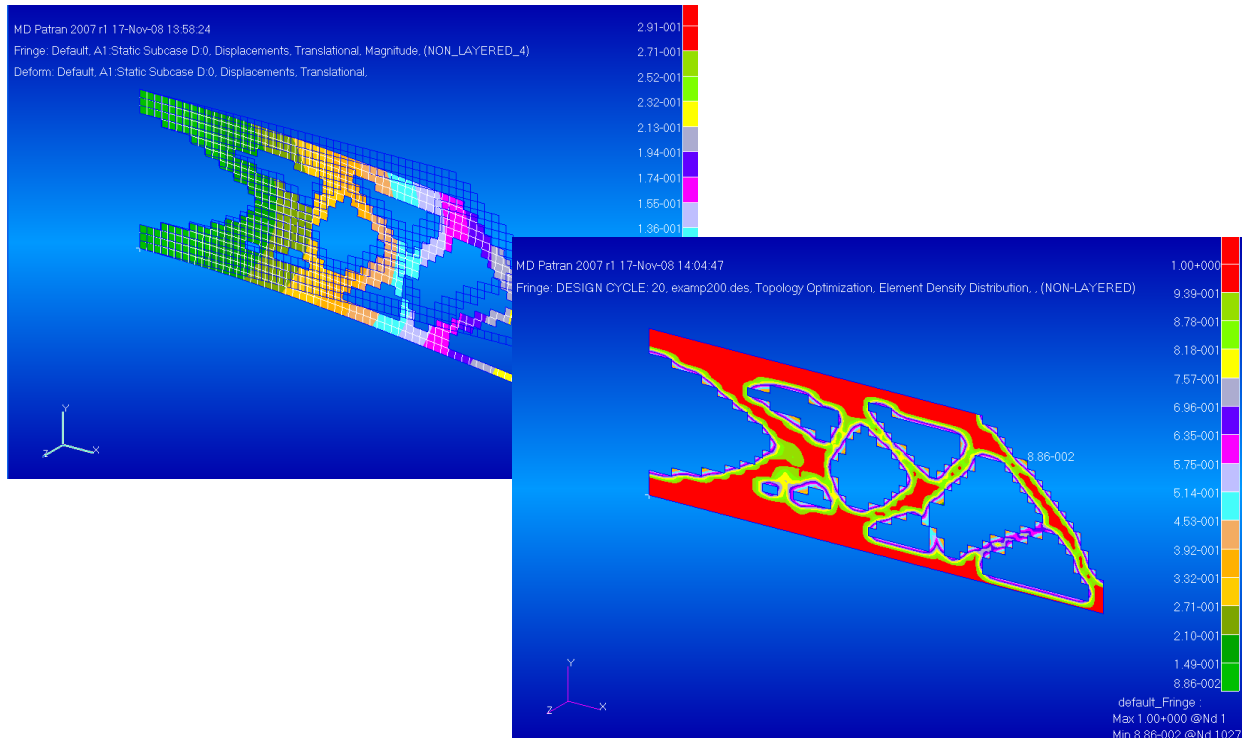 MD Patran 2007 r1 17-Nov-08 13:58:24
Fringe: Default, A1:Static Subcase D:0, Displacements, Translational, Magnitude, (NON_LAYERED_4)
Deform: Default, A1:Static Subcase D:0, Displacements, Translational,
2.91-001
2.71-001
2.52-001
2.32-001
2.13-001
1.94-001
1.74-001
1.55-001
1.36-001
Y
X
Z
MD Patran 2007 r1 17-Nov-08 14:04:47
Fringe: DESIGN CYCLE: 20, examp200.des, Topology Optimization, Element Density Distribution, , (NON-LAYERED)
1.00+000
9.39-001
8.78-001
8.18-001
7.57-001
6.96-001
6.35-001
5.75-001
5.14-001
4.53-001
3.92-001
3.32-001
2.71-001
2.10-001
1.49-001
8.86-002
8.86-002
Y
X
Z
default_Fringe :
Max 1.00+000 @Nd 1
Min 8.86-002 @Nd 1027